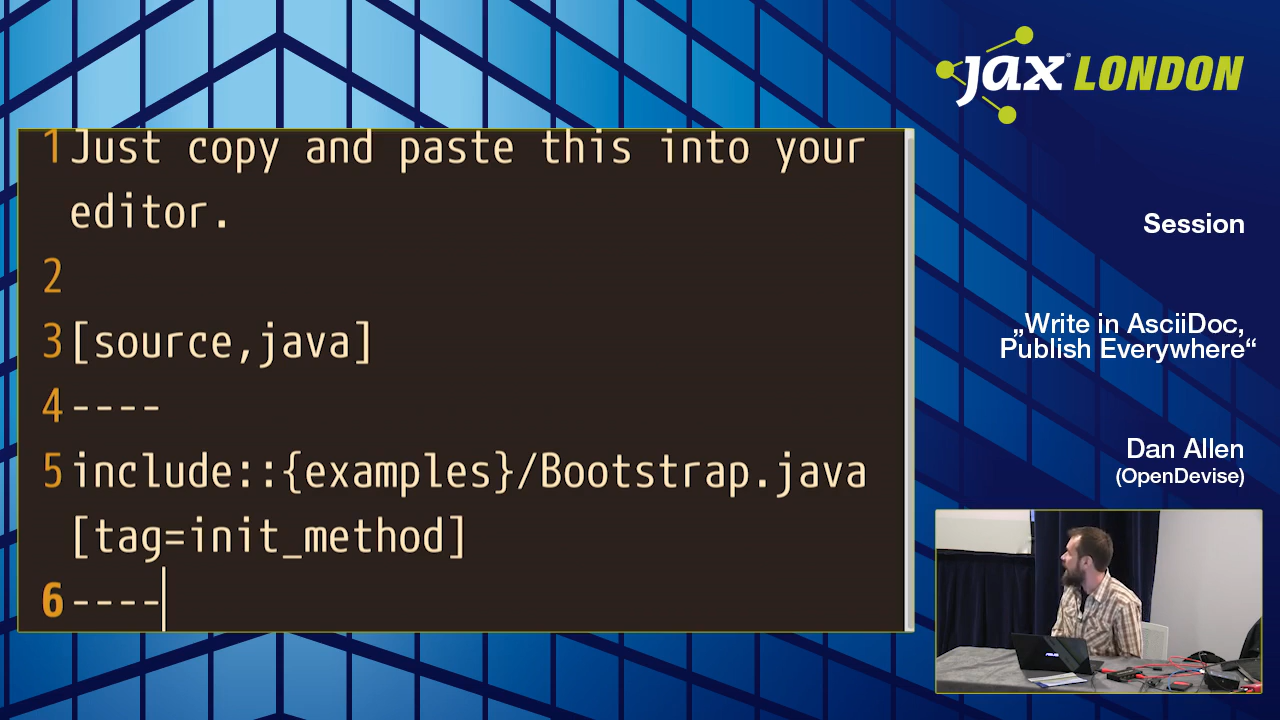 1 Just copy and paste this into your
editor.
2
3 [source,java]
4 ----
5 include::{examples}/Bootstrap.java
[tag=init_method]
6 ----
jax® LONDON
Session
„Write in AsciiDoc,
Publish Everywhere“
Dan Allen
(OpenDevise)
ASUS